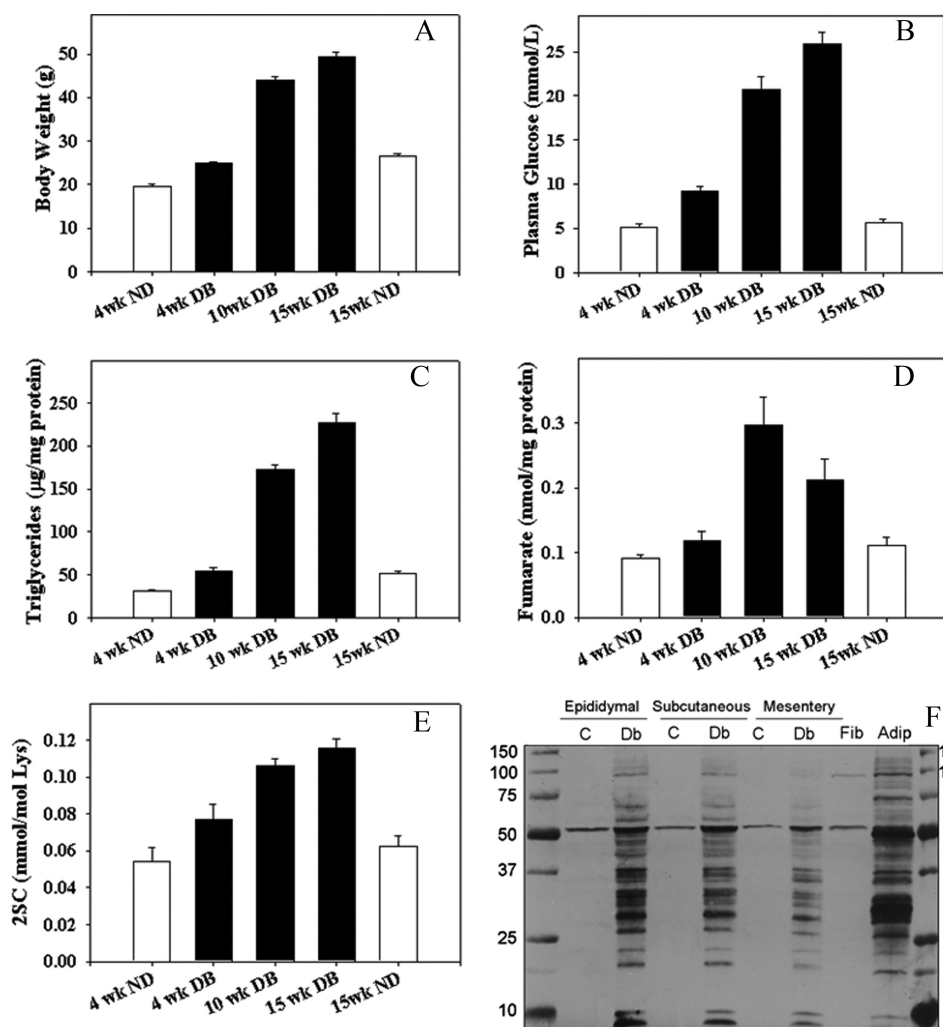 A
Body Weight (g)
50
40
30
20
10
0
4wk ND
4wk DB
10wk DB
15wk DB
15wk ND
B
Plasma Glucose (mmol/L)
25
20
15
10
5
0
4 wk ND
4 wk DB
10 wk DB
15 wk DB
15wk ND
C
Triglycerides (µg/mg protein)
250
200
150
100
50
0
4 wk ND
4 wk DB
10 wk DB
15 wk DB
15wk ND
D
Fumarate (nmol/mg protein)
0.3
0.2
0.1
0.0
4 wk ND
4 wk DB
10 wk DB
15 wk DB
15wk ND
E
2SC (mmol/mol Lys)
0.12
0.10
0.08
0.06
0.04
0.02
0.00
4 wk ND
4 wk DB
10 wk DB
15 wk DB
15wk ND
F
Epididymal Subcutaneous Mesentery
C Db C Db C Db Fib Adip
150
100
75
50
37
25
10